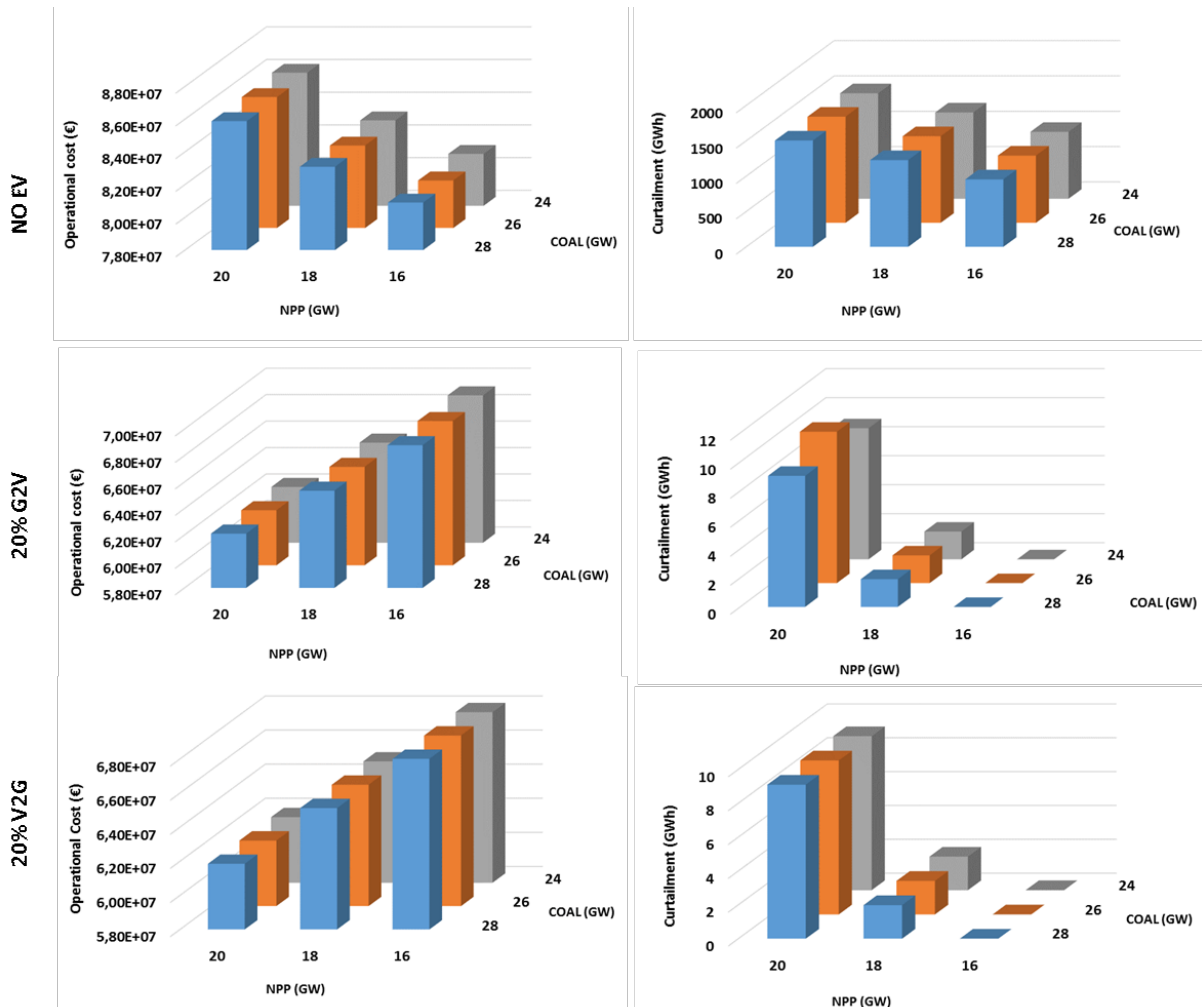 NO EV
Operational cost (€)
8,80E+07
8,60E+07
8,40E+07
8,20E+07
8,00E+07
7,80E+07
20
18
16
NPP (GW)
24
26
28
COAL (GW)
Curtailment (GWh)
2000
1500
1000
500
0
20
18
16
NPP (GW)
24
26
28
COAL (GW)
20% G2V
Operational cost (€)
7,00E+07
6,80E+07
6,60E+07
6,40E+07
6,20E+07
6,00E+07
5,80E+07
20
18
16
NPP (GW)
24
26
28
COAL (GW)
Curtailment (GWh)
12
10
8
6
4
2
0
20
18
16
NPP (GW)
24
26
28
COAL (GW)
20% V2G
Operational Cost (€)
6,80E+07
6,60E+07
6,40E+07
6,20E+07
6,00E+07
5,80E+07
20
18
16
NPP (GW)
24
26
28
COAL (GW)
Curtailment (GWh)
10
8
6
4
2
0
20
18
16
NPP (GW)
24
26
28
COAL (GW)